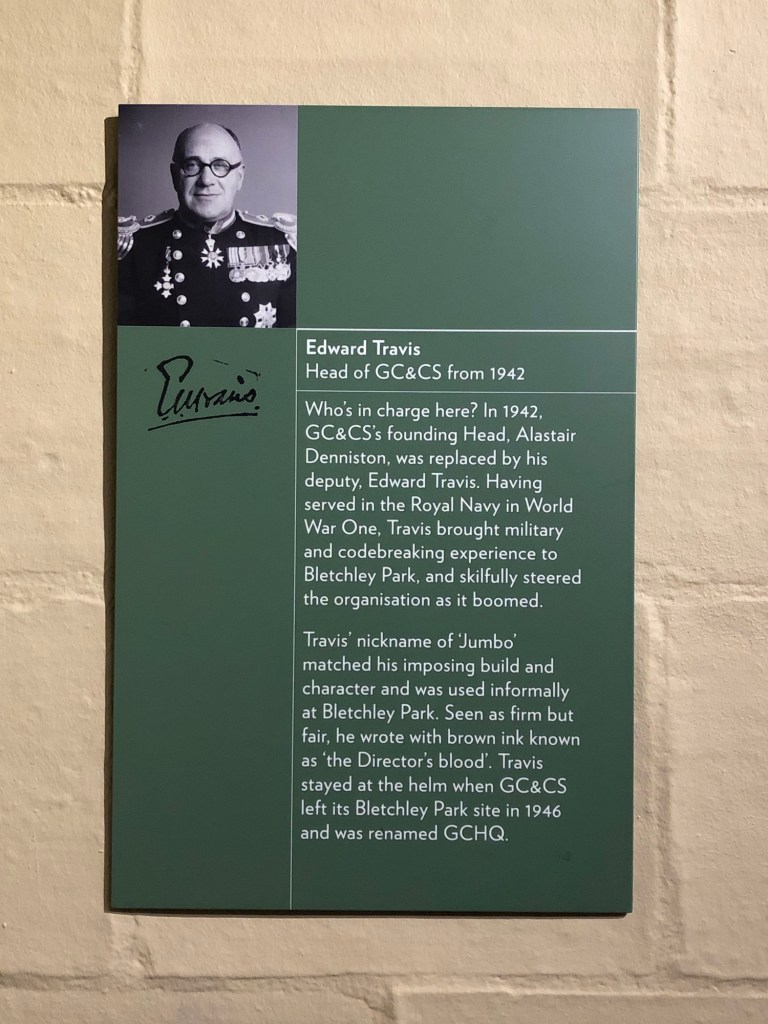 Edward Travis
Head of GC&CS from 1942
Who's in charge here? In 1942,
GC&CS's founding Head, Alastair
Denniston, was replaced by his
deputy, Edward Travis. Having
served in the Royal Navy in World
War One, Travis brought military
and codebreaking experience to
Bletchley Park, and skilfully steered
the organisation as it boomed.
Travis' nickname of 'Jumbo'
matched his imposing build and
character and was used informally
at Bletchley Park. Seen as firm but
fair, he wrote with brown ink known
as 'the Director's blood'. Travis
stayed at the helm when GC&CS
left its Bletchley Park site in 1946
and was renamed GCHQ.